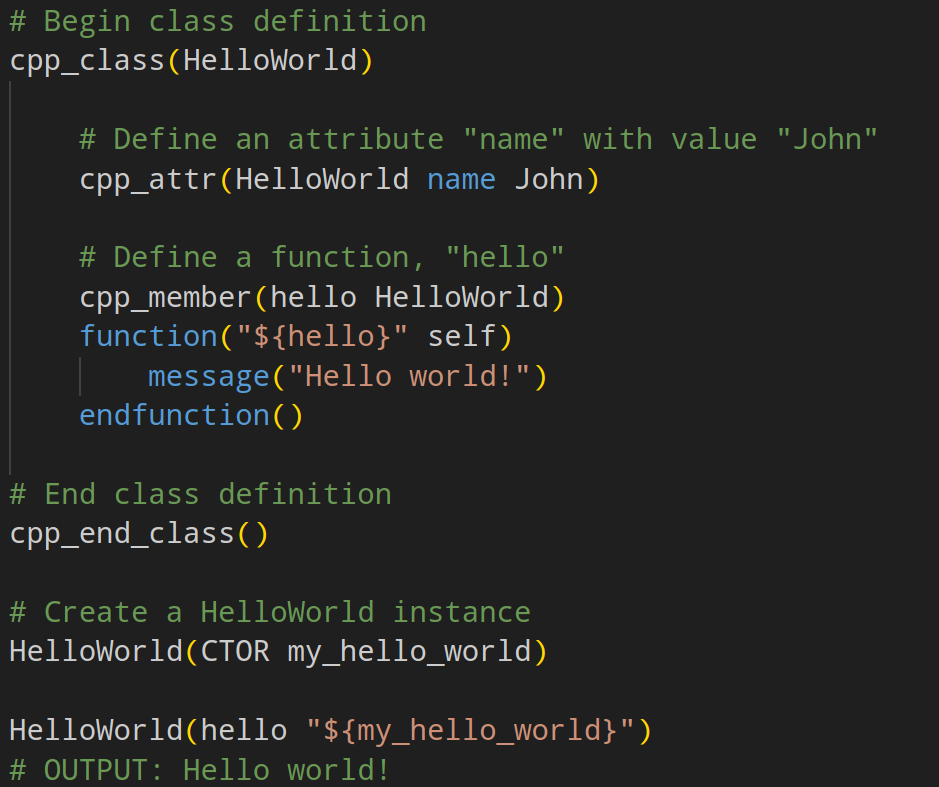 # Begin class definition
cpp_class(HelloWorld)
# Define an attribute "name" with value "John"
cpp_attr(HelloWorld name John)
# Define a function, "hello"
cpp_member(hello HelloWorld)
function("${hello}" self)
message("Hello world!")
endfunction()
# End class definition
cpp_end_class()
# Create a HelloWorld instance
HelloWorld(CTOR my_hello_world)
HelloWorld(hello "${my_hello_world}")
# OUTPUT: Hello world!